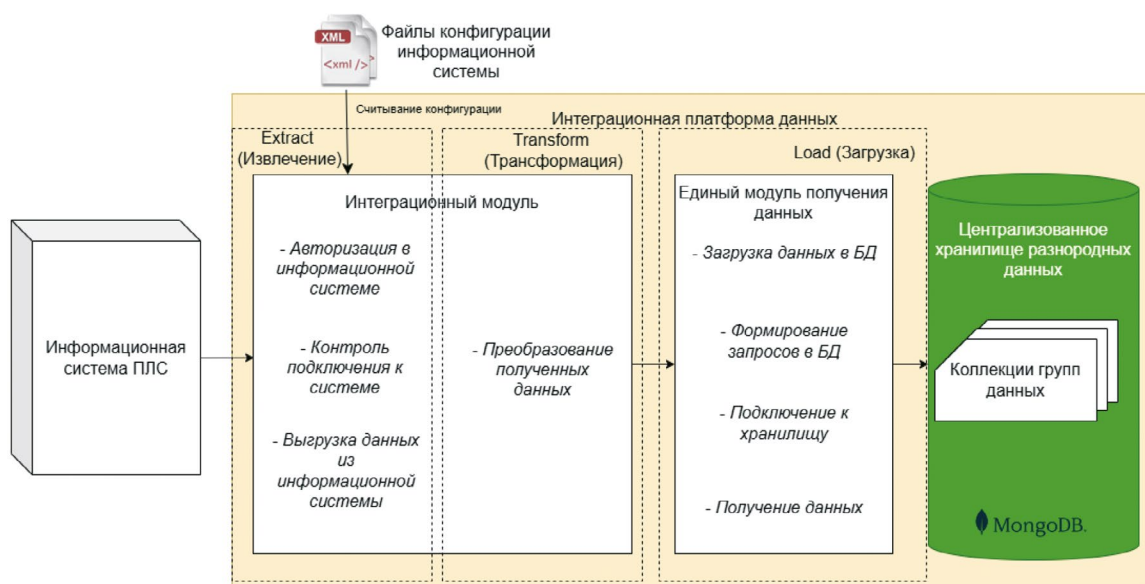 XML
<xml />
Файлы конфигурации
информационной
системы
Считывание конфигурации
Интеграционная платформа данных
Extract
(Извлечение)
Transform
(Трансформация)
Load (Загрузка)
Информационная
система ПЛС
Интеграционный модуль
- Авторизация в
информационной
системе
- Контроль
подключения к
системе
- Выгрузка данных
из
информационной
системы
- Преобразование
полученных
данных
Единый модуль получения
данных
- Загрузка данных в БД
- Формирование
запросов в БД
- Подключение к
хранилищу
- Получение данных
Централизованное
хранилище разнородных
данных
Коллекции групп
данных
MongoDB.